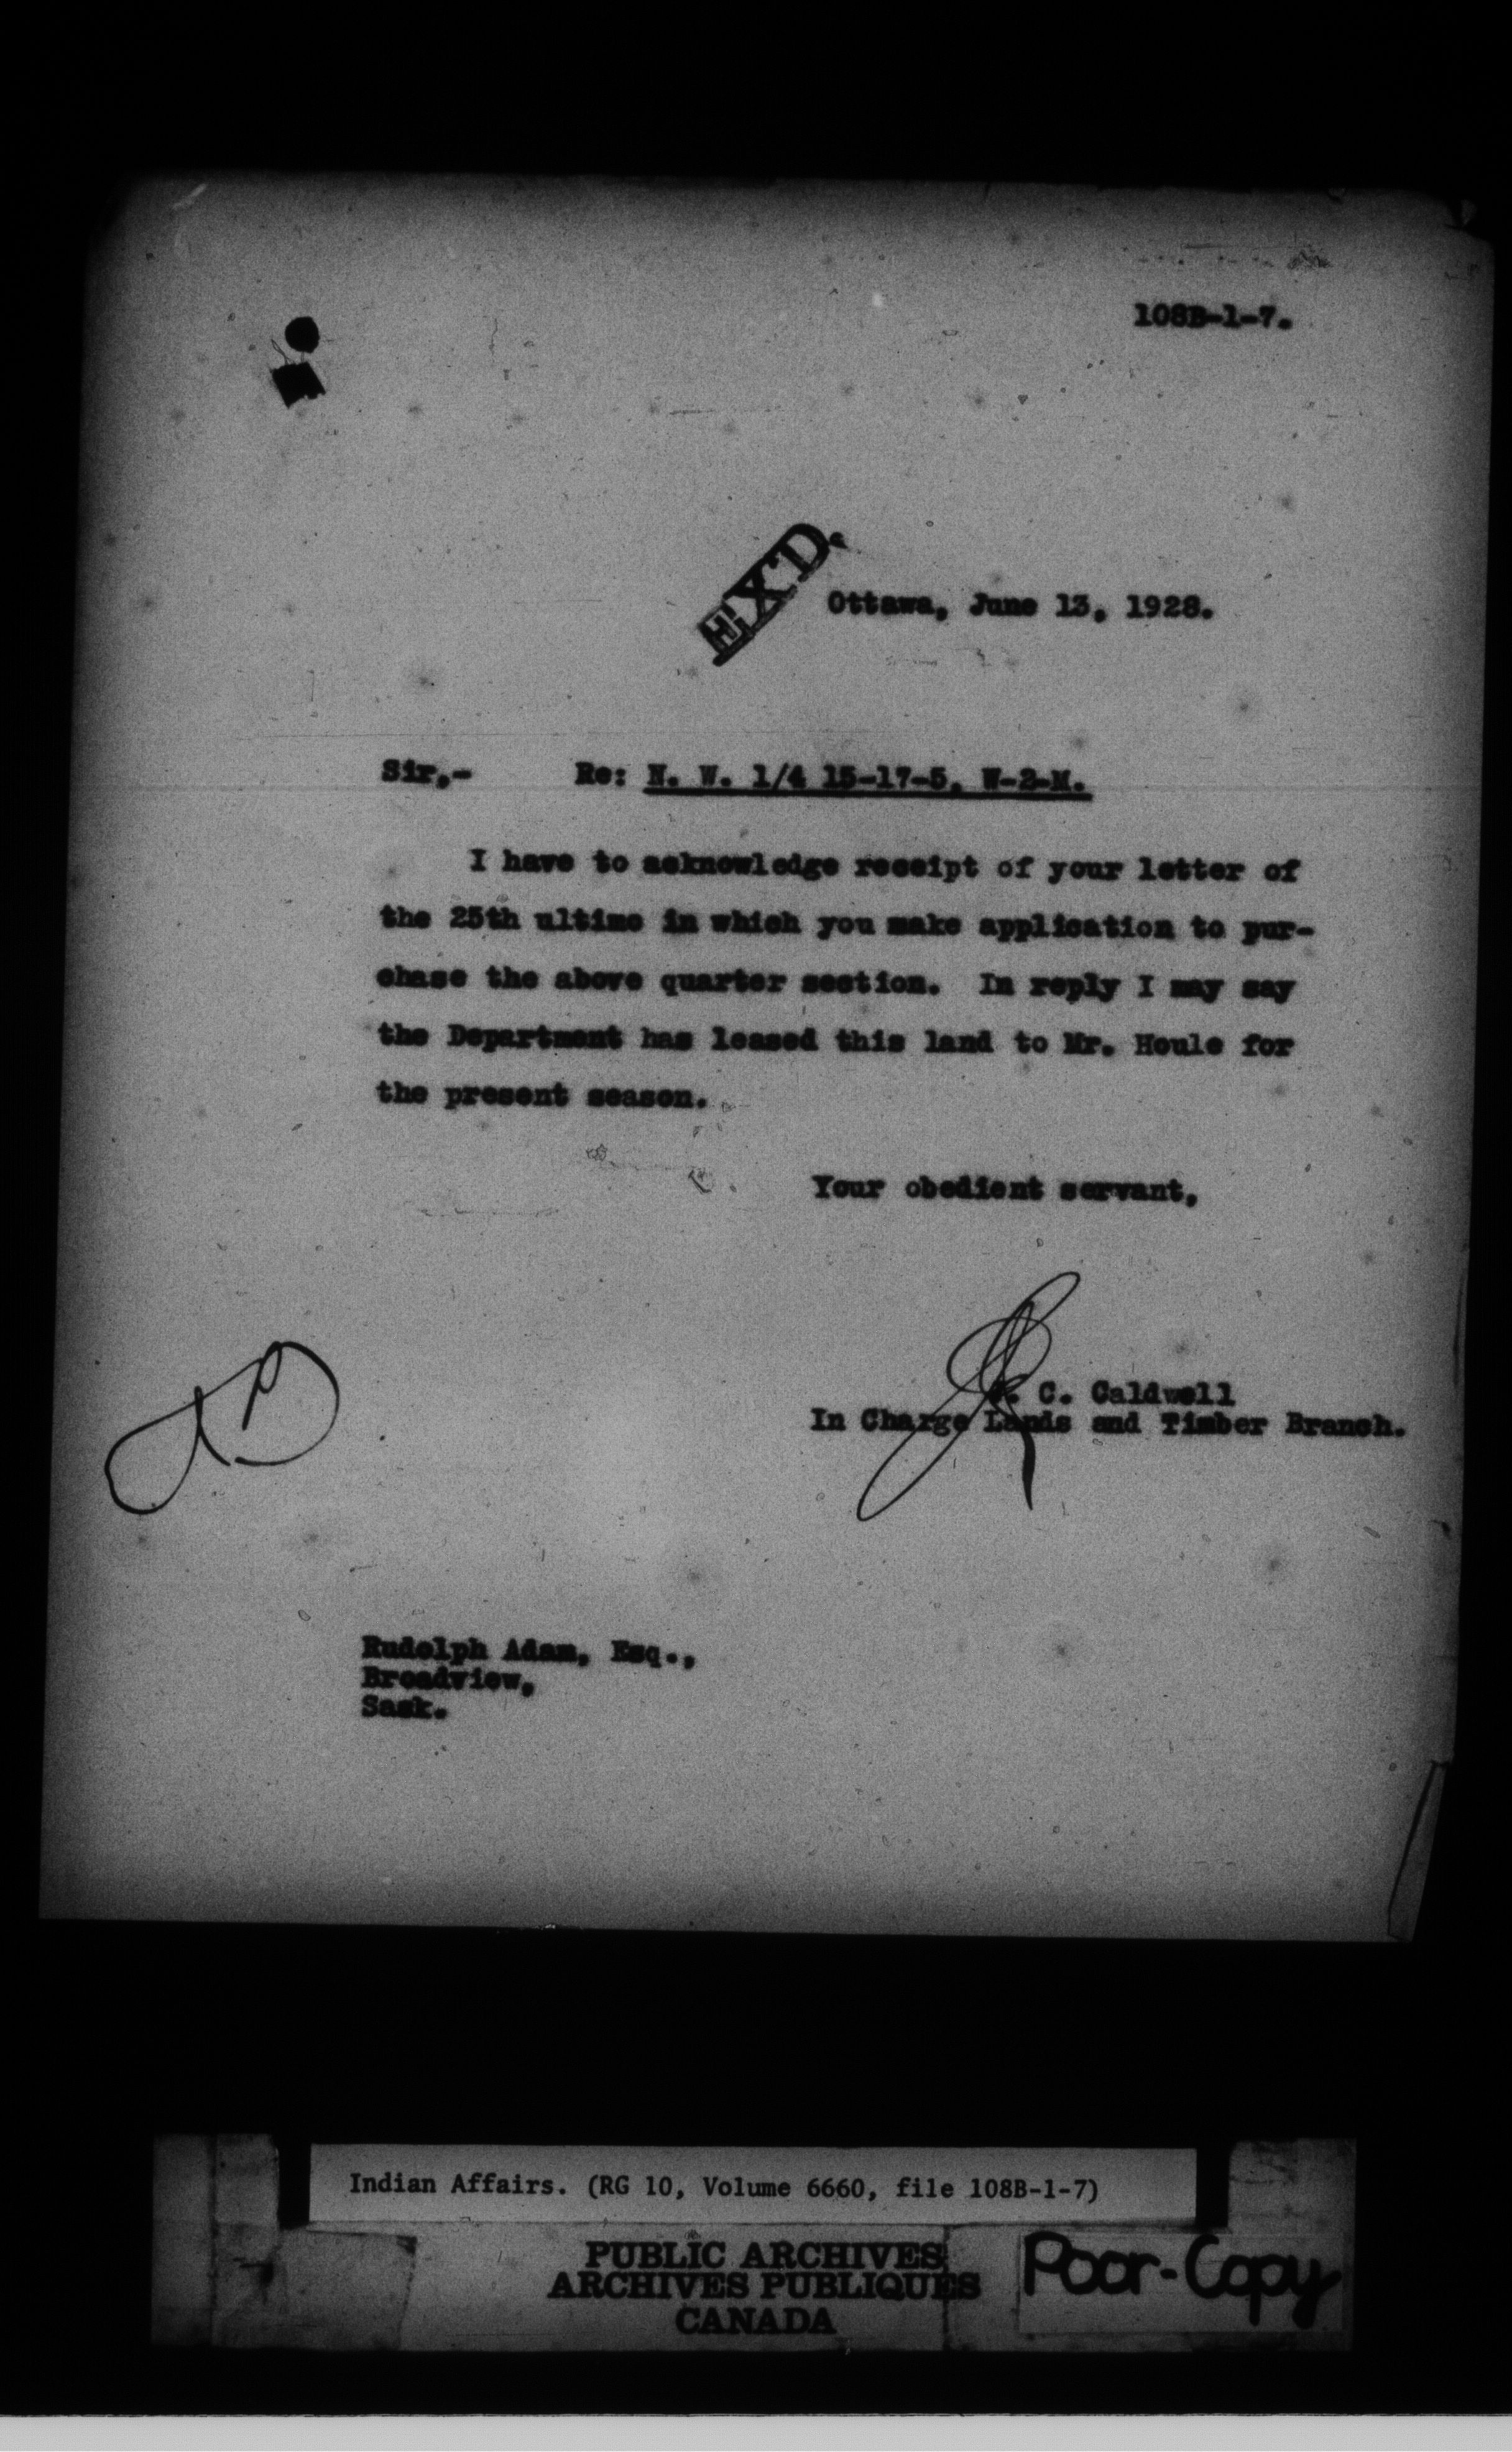 108B-1-7.
EXD.
Ottawa, June 13, 1928.
Sir,- Re: N. W. 1/4 15-17-5, W-2-M.
I have to acknowledge receipt of your letter of
the 25th ultimo in which you make application to pur-
chase the above quarter section. In reply I may say
the Department has leased this land to Mr. Houle for
the present season.
Your obedient servant,
C. Caldwell
In Charge Lands and Timber Branch.
Rudolph Adam, Esq.,
Broadview,
Sask.
Indian Affairs. (RG 10, Volume 6660, file 108B-1-7)
PUBLIC ARCHIVES
ARCHIVES PUBLIQUES
CANADA
Poor-Copy